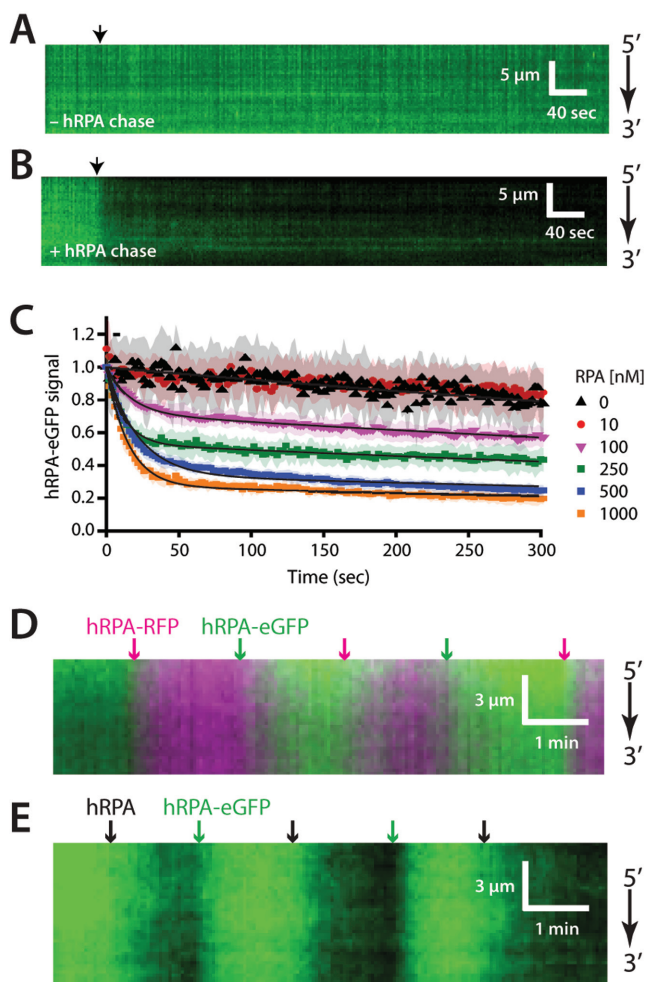 A
5′
5 µm
40 sec
– hRPA chase
3′
B
5′
5 µm
40 sec
+ hRPA chase
3′
C
hRPA-eGFP signal
1.2
1.0
0.8
0.6
0.4
0.2
0.0
0 50 100 150 200 250 300
Time (sec)
RPA [nM]
0
10
100
250
500
1000
D
hRPA-RFP hRPA-eGFP
5′
3 µm
1 min
3′
E
hRPA hRPA-eGFP
5′
3 µm
1 min
3′